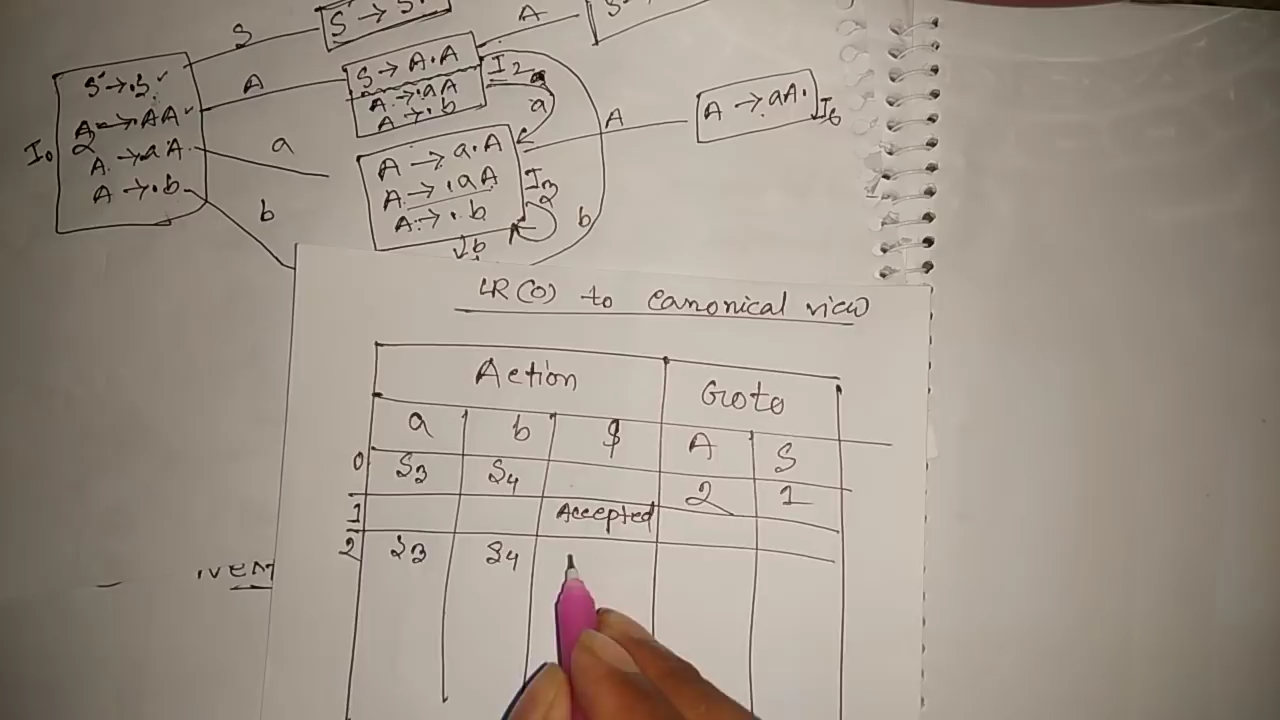 S
S' → S.
A
S'→.S
A
S → A.A
I2
A →.AA
A →.aA
a
I0
A →.aA
a
A →.b
A → a.A
A
A → aA.
I6
A →.b
A →.aA
I3
b
A →.b
b
b
LR(0) to canonical view
Action
Goto
a b $ A S
0 S3 S4 2 1
1 Accepted
2 S3 S4